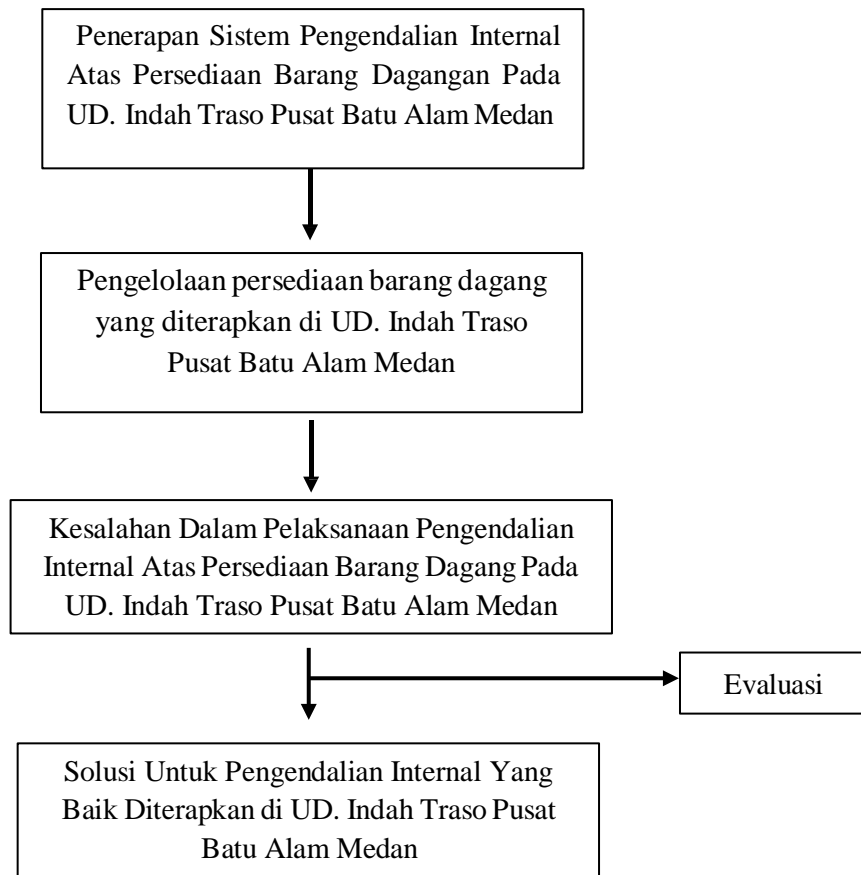 Penerapan Sistem Pengendalian Internal
Atas Persediaan Barang Dagangan Pada
UD. Indah Traso Pusat Batu Alam Medan
Pengelolaan persediaan barang dagang
yang diterapkan di UD. Indah Traso
Pusat Batu Alam Medan
Kesalahan Dalam Pelaksanaan Pengendalian
Internal Atas Persediaan Barang Dagang Pada
UD. Indah Traso Pusat Batu Alam Medan
Evaluasi
Solusi Untuk Pengendalian Internal Yang
Baik Diterapkan di UD. Indah Traso Pusat
Batu Alam Medan